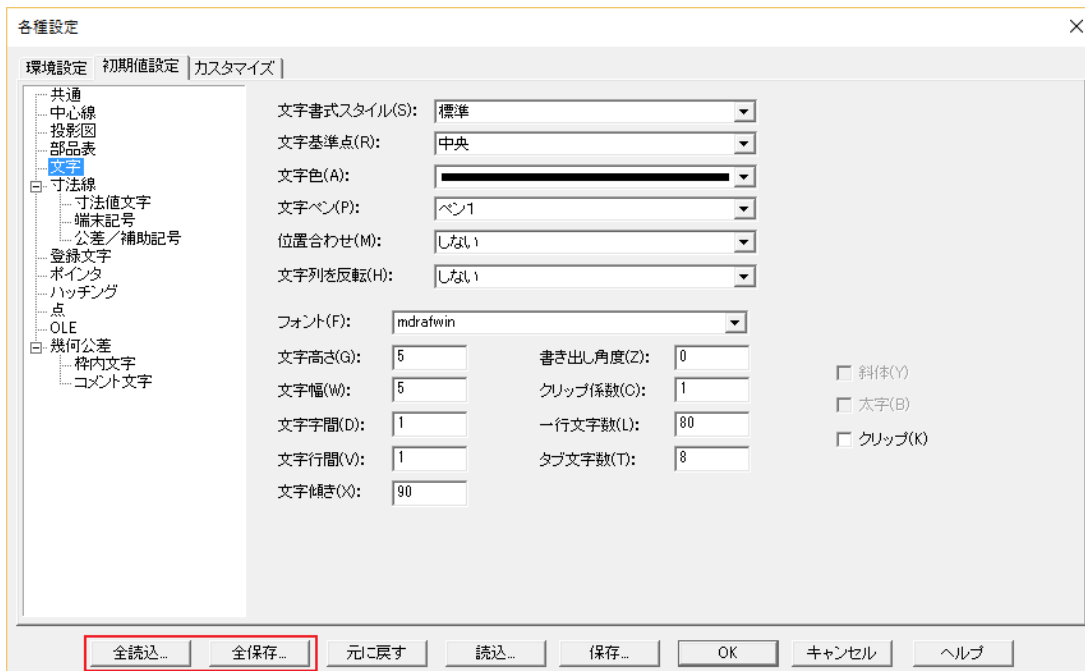 各種設定
環境設定 初期値設定 カスタマイズ
共通
中心線
投影図
部品表
文字
寸法線
寸法値文字
端末記号
公差／補助記号
登録文字
ポインタ
ハッチング
点
OLE
幾何公差
枠内文字
コメント文字
文字書式スタイル(S): 標準
文字基準点(R): 中央
文字色(A):
文字ペン(P): ペン1
位置合わせ(M): しない
文字列を反転(H): しない
フォント(F): mdrafwin
文字高さ(G): 5 書き出し角度(Z): 0
文字幅(W): 5 クリップ係数(C): 1
文字字間(D): 1 一行文字数(L): 80
文字行間(V): 1 タブ文字数(T): 8
文字傾き(X): 90
斜体(Y)
太字(B)
クリップ(K)
全読込... 全保存... 元に戻す 読込... 保存... OK キャンセル ヘルプ